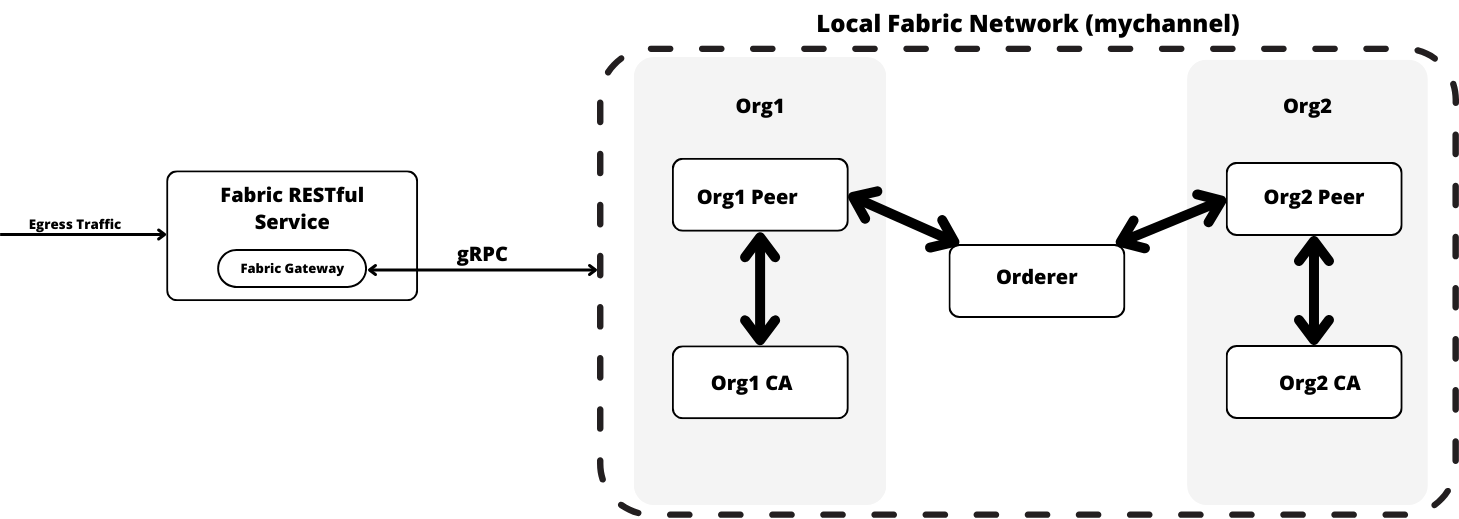 Local Fabric Network (mychannel)
Org1
Org2
Fabric RESTful
Service
Egress Traffic
Fabric Gateway
gRPC
Org1 Peer
Org2 Peer
Orderer
Org1 CA
Org2 CA